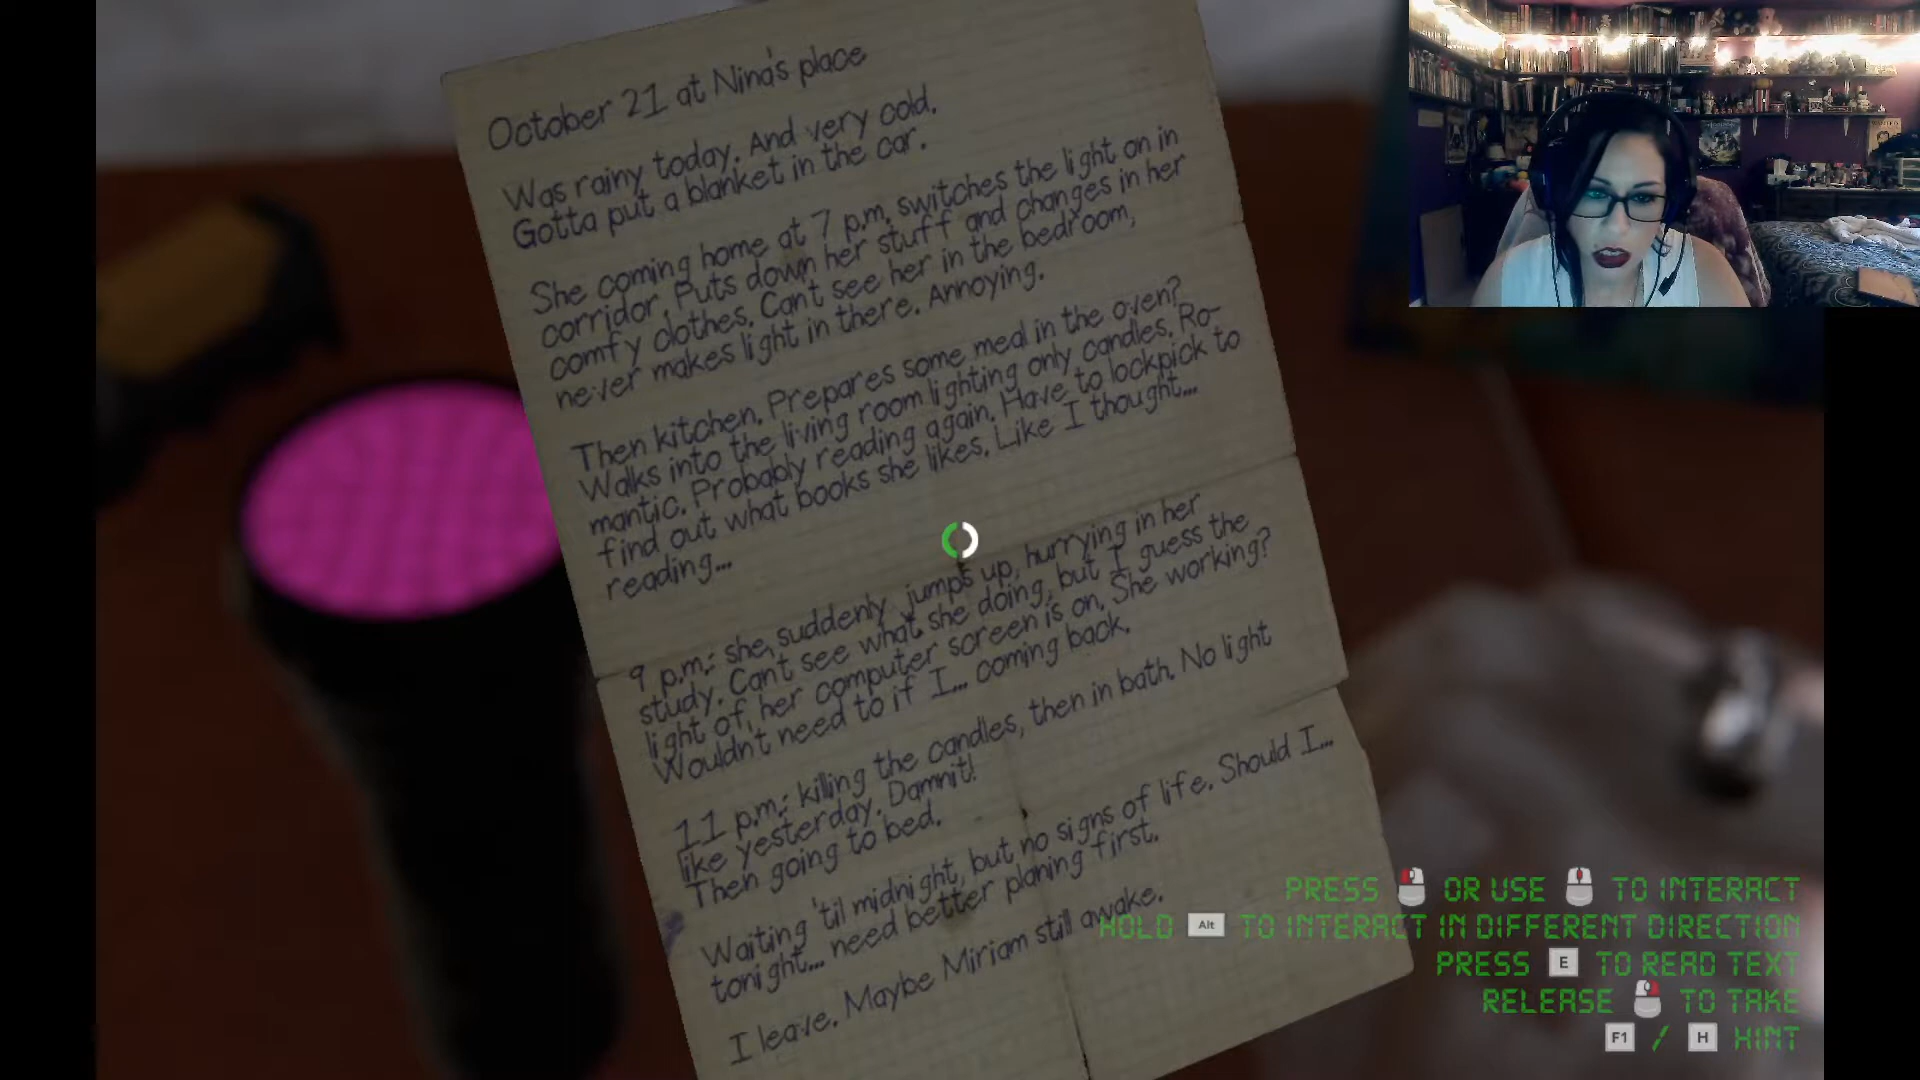 October 21 at Nina's place
Was rainy today. And very cold.
Gotta put a blanket in the car.
She coming home at 7 p.m. switches the light on in
corridor. Puts down her stuff and changes in her
comfy clothes. Can't see her in the bedroom,
never makes light in there. Annoying.
Then kitchen. Prepares some meal in the oven?
Walks into the living room lighting only candles. Ro-
mantic. Probably reading again. Have to lockpick to
find out what books she likes. Like I thought...
reading...
9 p.m.: she suddenly jumps up, hurrying in her
study. Can't see what she doing, but I guess the
light of her computer screen is on. She working?
Wouldn't need to if I... coming back.
11 p.m.: killing the candles, then in bath. No light
like yesterday. Damnit!
Then going to bed.
Waiting 'til midnight, but no signs of life. Should I...
tonight... need better planing first.
I leave. Maybe Miriam still awake.
PRESS OR USE TO INTERACT
HOLD Alt TO INTERACT IN DIFFERENT DIRECTION
PRESS E TO READ TEXT
RELEASE TO TAKE
F1 / H HINT